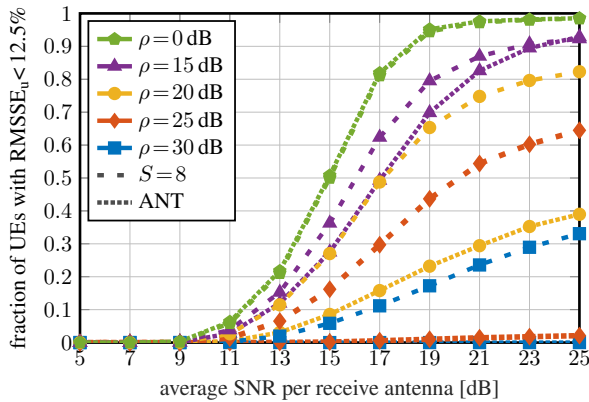 fraction of UEs with RMSSE_u<12.5%
1
0.9
0.8
0.7
0.6
0.5
0.4
0.3
0.2
0.1
0
ρ=0 dB
ρ=15 dB
ρ=20 dB
ρ=25 dB
ρ=30 dB
S=8
ANT
5 7 9 11 13 15 17 19 21 23 25
average SNR per receive antenna [dB]